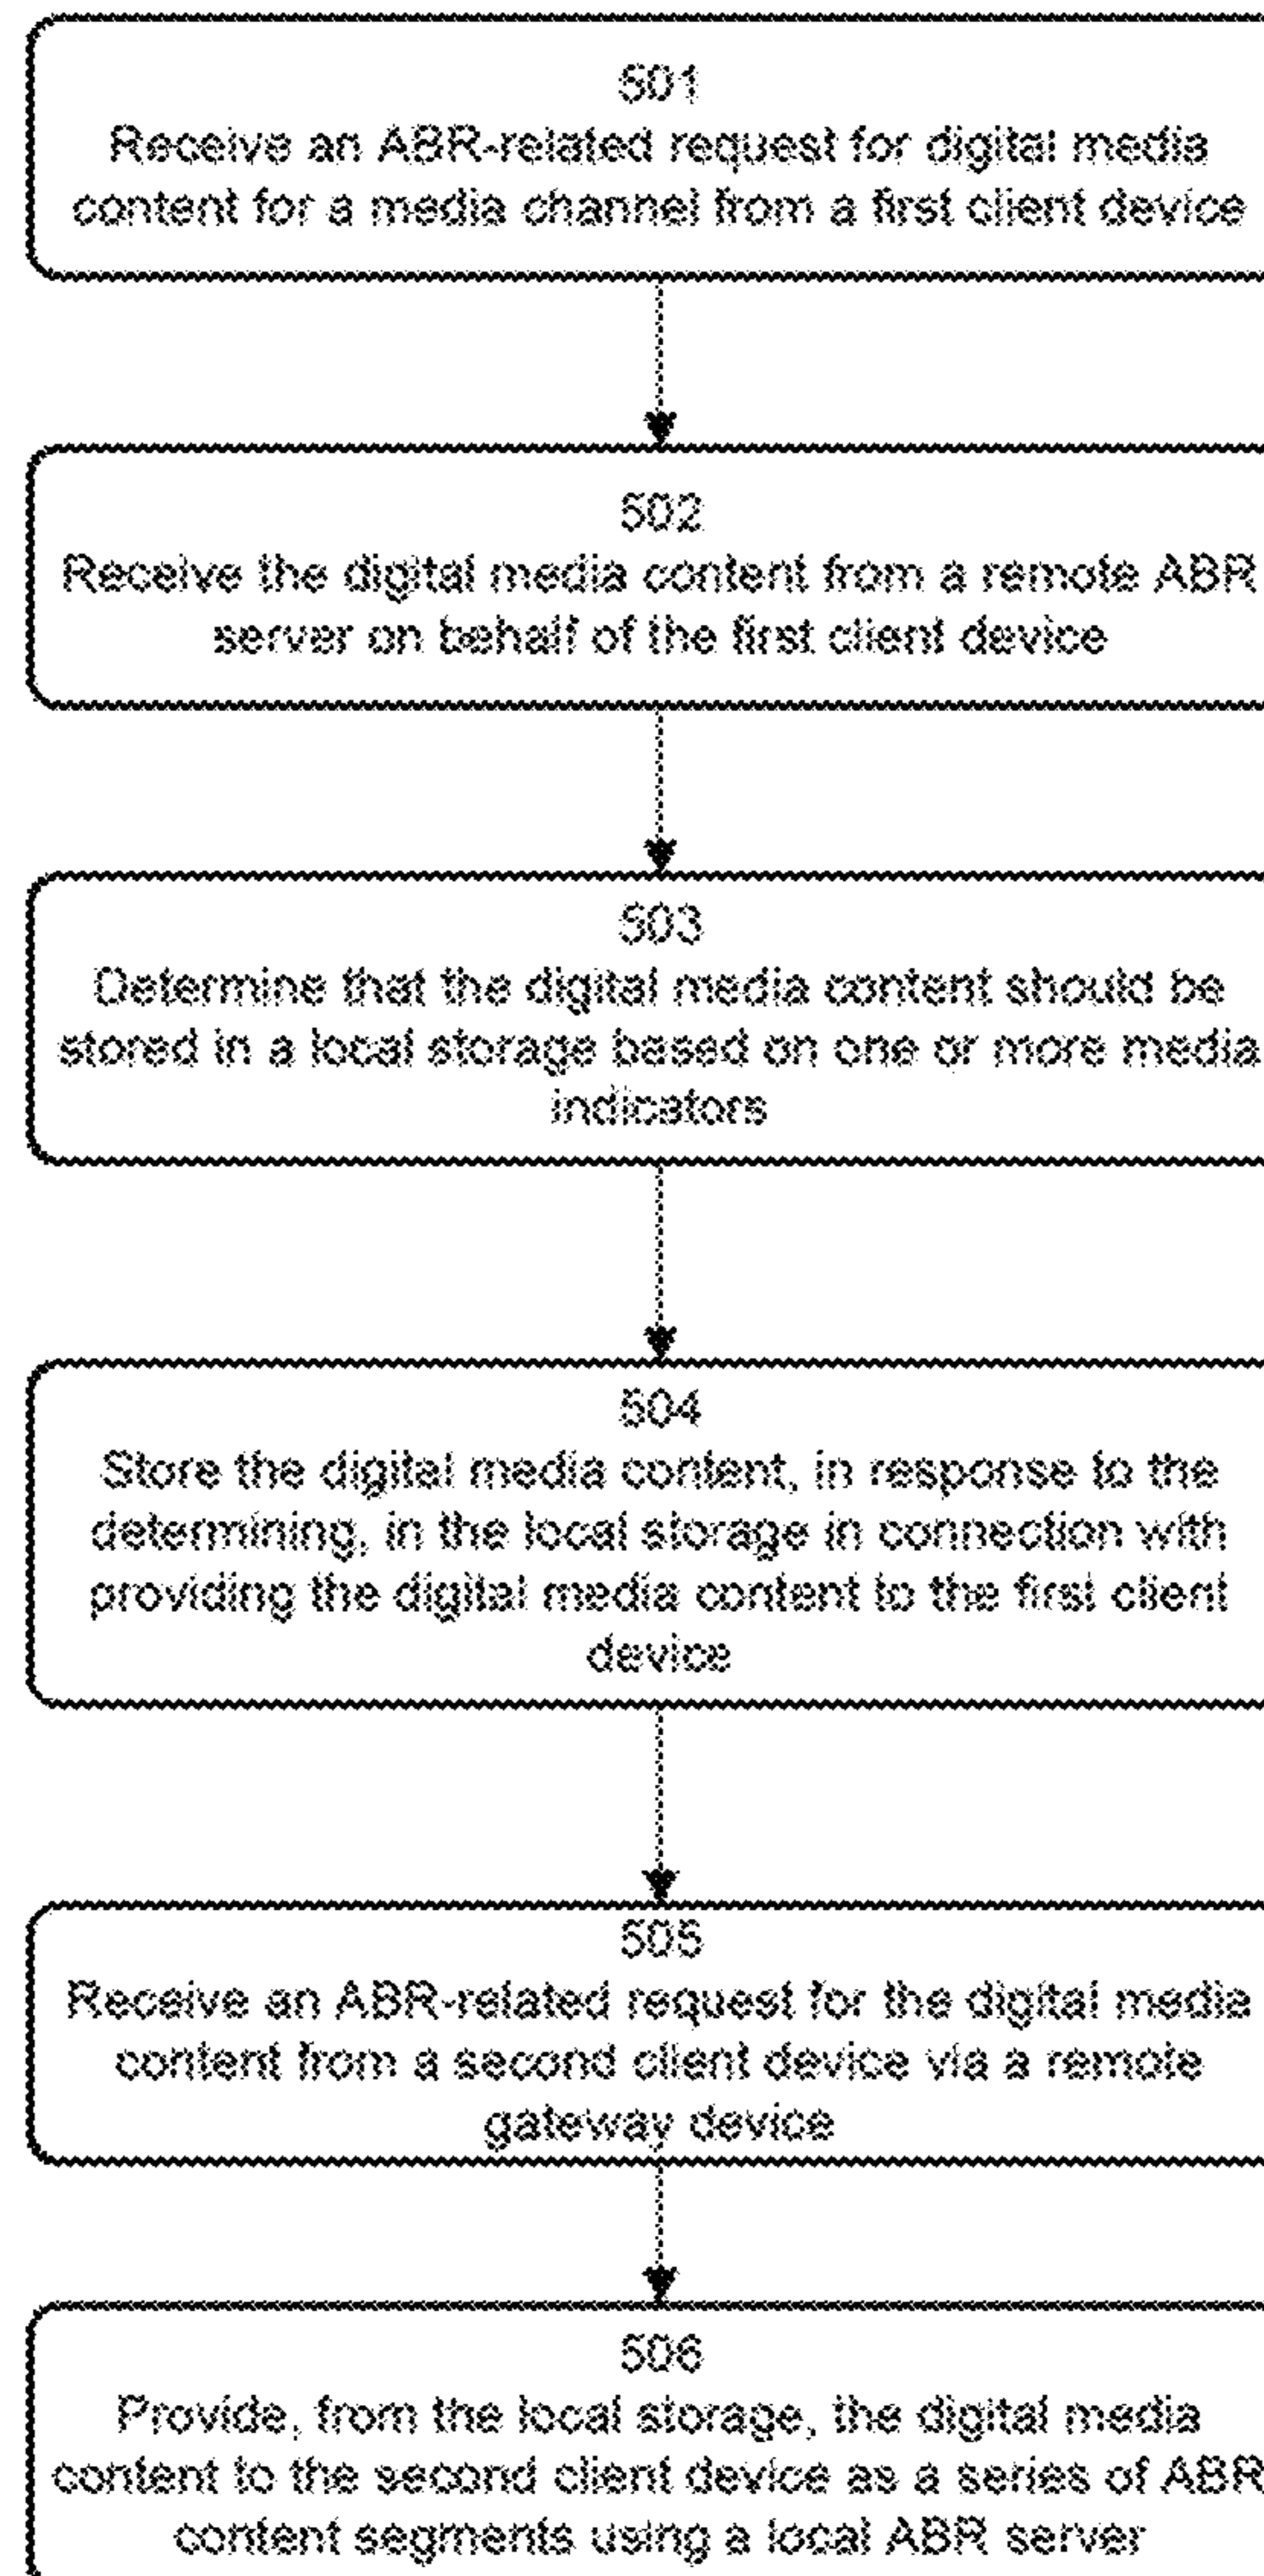 501
Receive an ABR-related request for digital media
content for a media channel from a first client device
502
Receive the digital media content from a remote ABR
server on behalf of the first client device
503
Determine that the digital media content should be
stored in a local storage based on one or more media
indicators
504
Store the digital media content, in response to the
determining, in the local storage in connection with
providing the digital media content to the first client
device
505
Receive an ABR-related request for the digital media
content from a second client device via a remote
gateway device
506
Provide, from the local storage, the digital media
content to the second client device as a series of ABR
content segments using a local ABR server